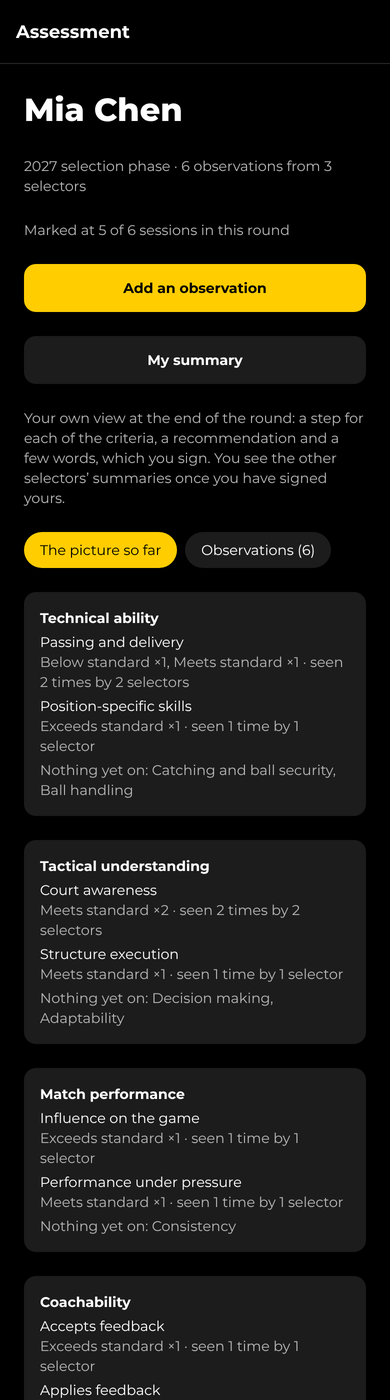 Assessment
Mia Chen
2027 selection phase · 6 observations from 3
selectors
Marked at 5 of 6 sessions in this round
Add an observation
My summary
Your own view at the end of the round: a step for
each of the criteria, a recommendation and a
few words, which you sign. You see the other
selectors’ summaries once you have signed
yours.
The picture so far
Observations (6)
Technical ability
Passing and delivery
Below standard ×1, Meets standard ×1 · seen
2 times by 2 selectors
Position-specific skills
Exceeds standard ×1 · seen 1 time by 1
selector
Nothing yet on: Catching and ball security,
Ball handling
Tactical understanding
Court awareness
Meets standard ×2 · seen 2 times by 2
selectors
Structure execution
Meets standard ×1 · seen 1 time by 1 selector
Nothing yet on: Decision making,
Adaptability
Match performance
Influence on the game
Exceeds standard ×1 · seen 1 time by 1
selector
Performance under pressure
Meets standard ×1 · seen 1 time by 1 selector
Nothing yet on: Consistency
Coachability
Accepts feedback
Exceeds standard ×1 · seen 1 time by 1
selector
Applies feedback